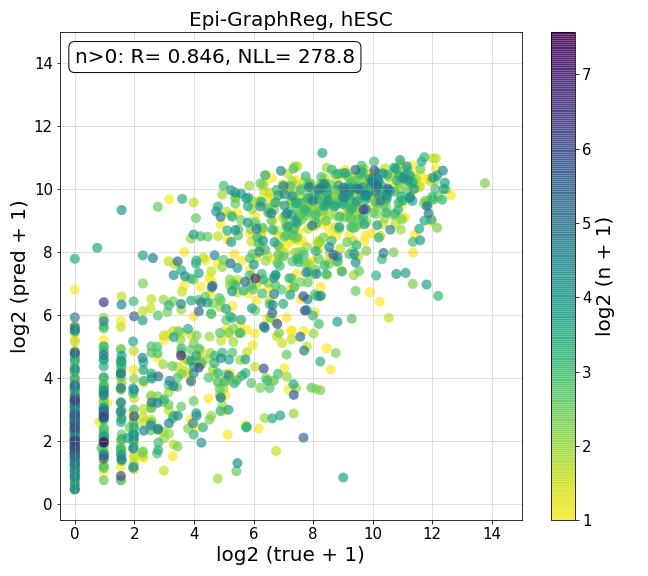 Epi-GraphReg, hESC
n>0: R= 0.846, NLL= 278.8
log2 (pred + 1)
14
12
10
8
6
4
2
0
0 2 4 6 8 10 12 14
log2 (true + 1)
7
6
5
4
3
2
1
log2 (n + 1)